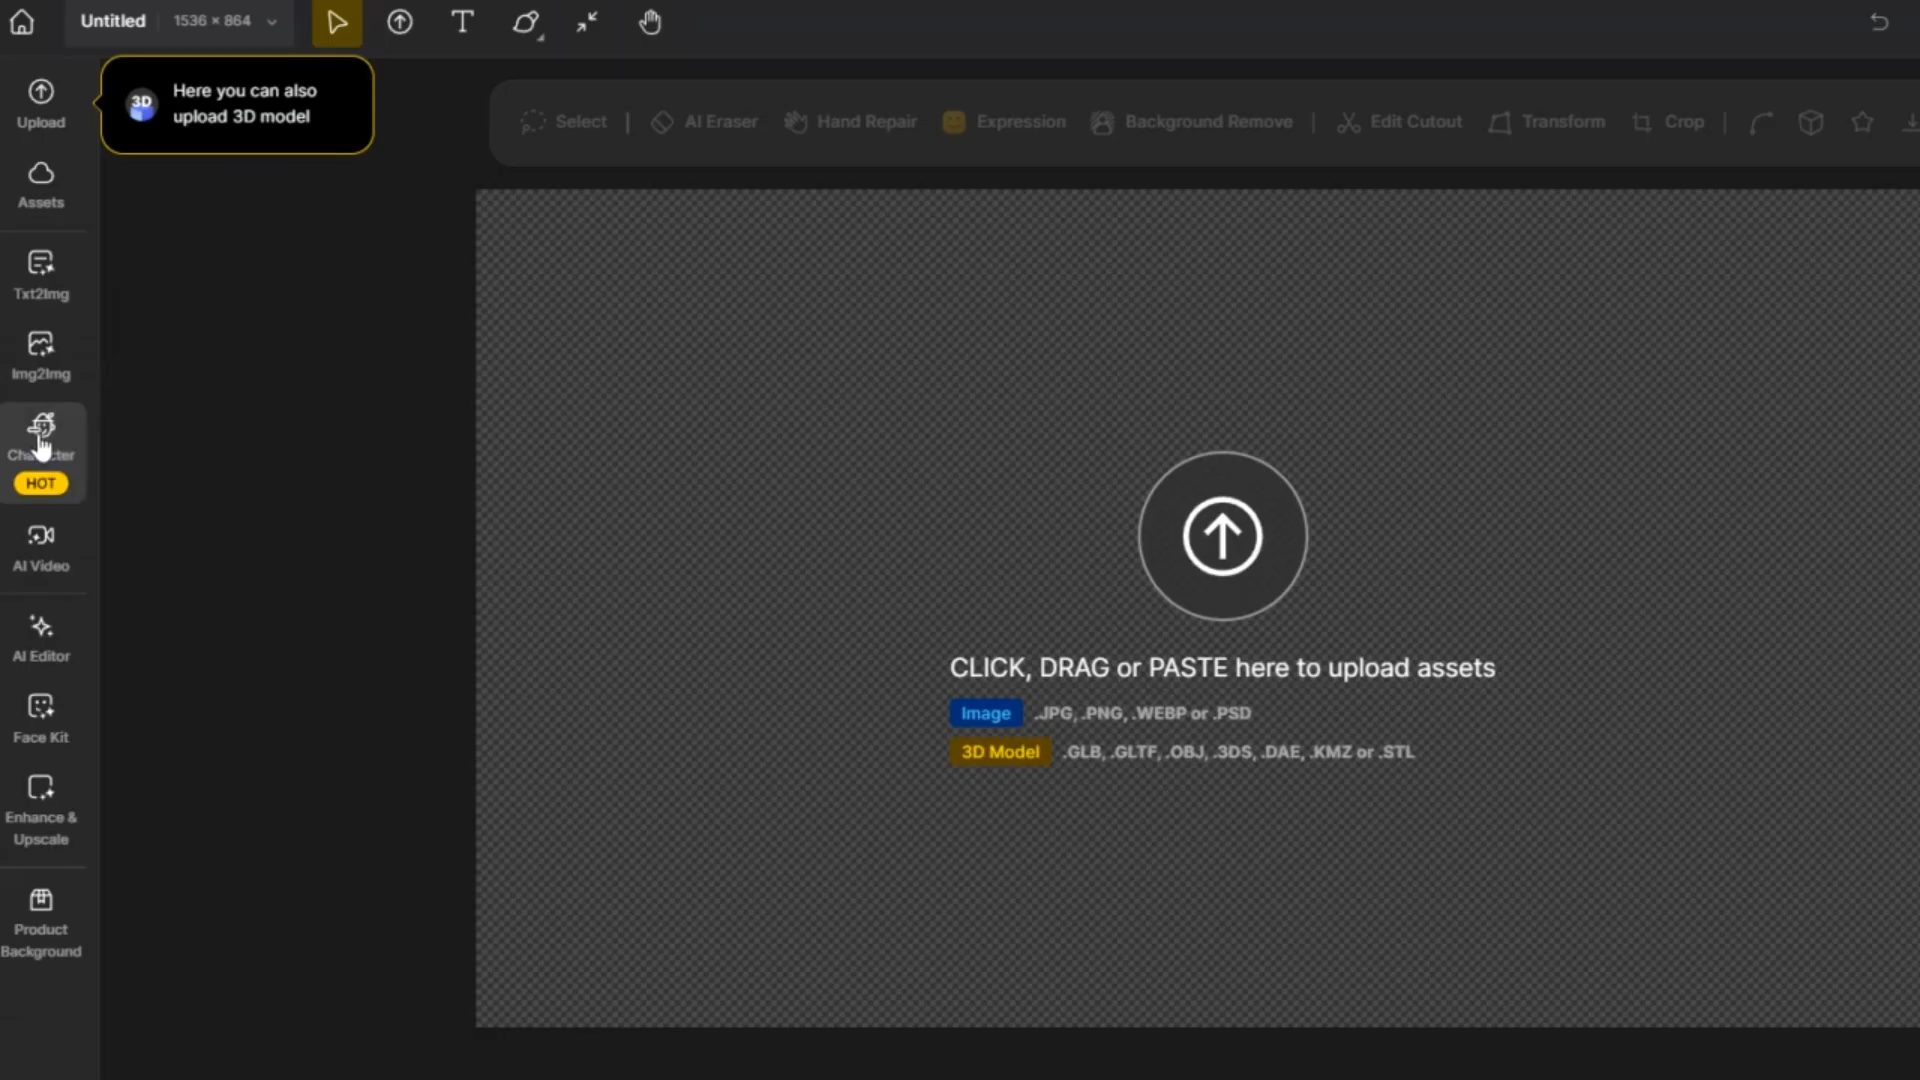 Untitled
1536 × 864
3D
Here you can also
upload 3D model
Upload
Assets
Txt2Img
Img2Img
Character
HOT
AI Video
AI Editor
Face Kit
Enhance &
Upscale
Product
Background
Select
AI Eraser
Hand Repair
Expression
Background Remove
Edit Cutout
Transform
Crop
CLICK, DRAG or PASTE here to upload assets
Image .JPG, .PNG, .WEBP or .PSD
3D Model .GLB, .GLTF, .OBJ, .3DS, .DAE, .KMZ or .STL